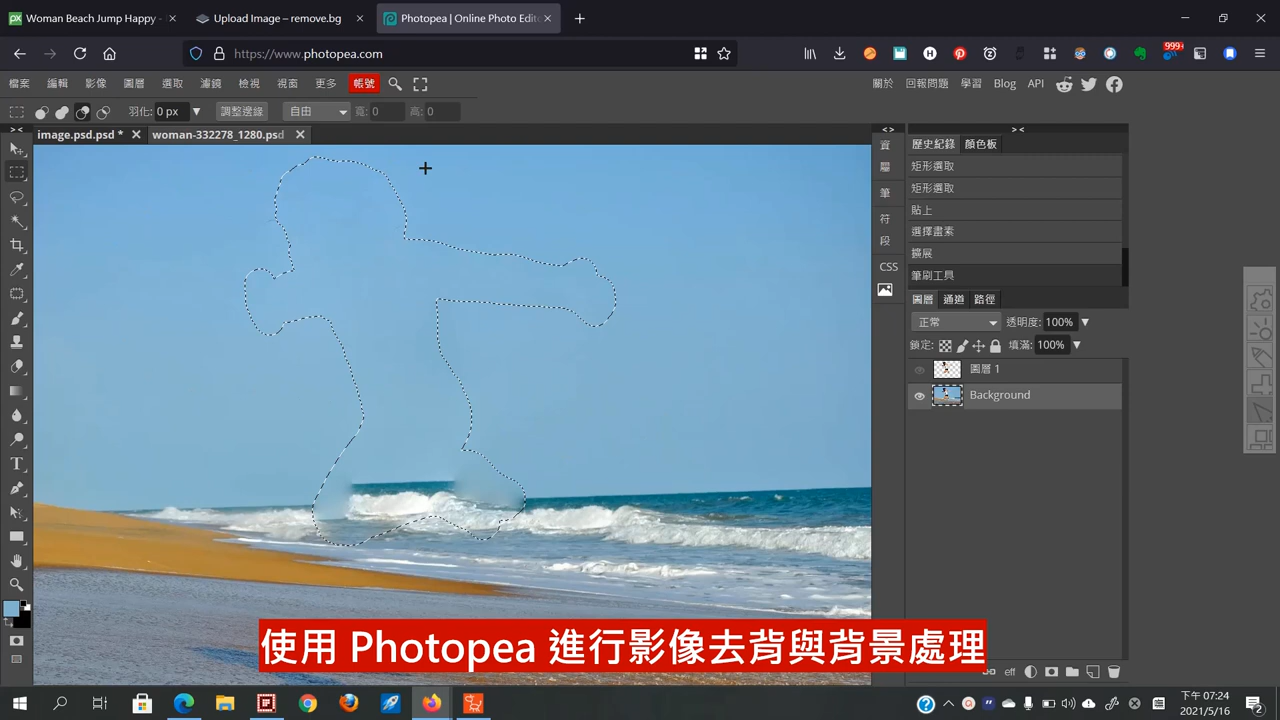 Woman Beach Jump Happy -
Upload Image – remove.bg
Photopea | Online Photo Edit
https://www.photopea.com
999+
檔案 編輯 影像 圖層 選取 濾鏡 檢視 視窗 更多 帳號
關於 回報問題 學習 Blog API
羽化: 0 px 調整邊緣 自由 寬: 0 高: 0
image.psd.psd * woman-332278_1280.psd
資
屬
筆
符
段
CSS
歷史紀錄 顏色板
矩形選取
矩形選取
貼上
選擇畫素
擴展
筆刷工具
圖層 通道 路徑
正常 透明度: 100%
鎖定: 填滿: 100%
圖層 1
Background
使用 Photopea 進行影像去背與背景處理
eff
下午 07:24
2021/5/16
2